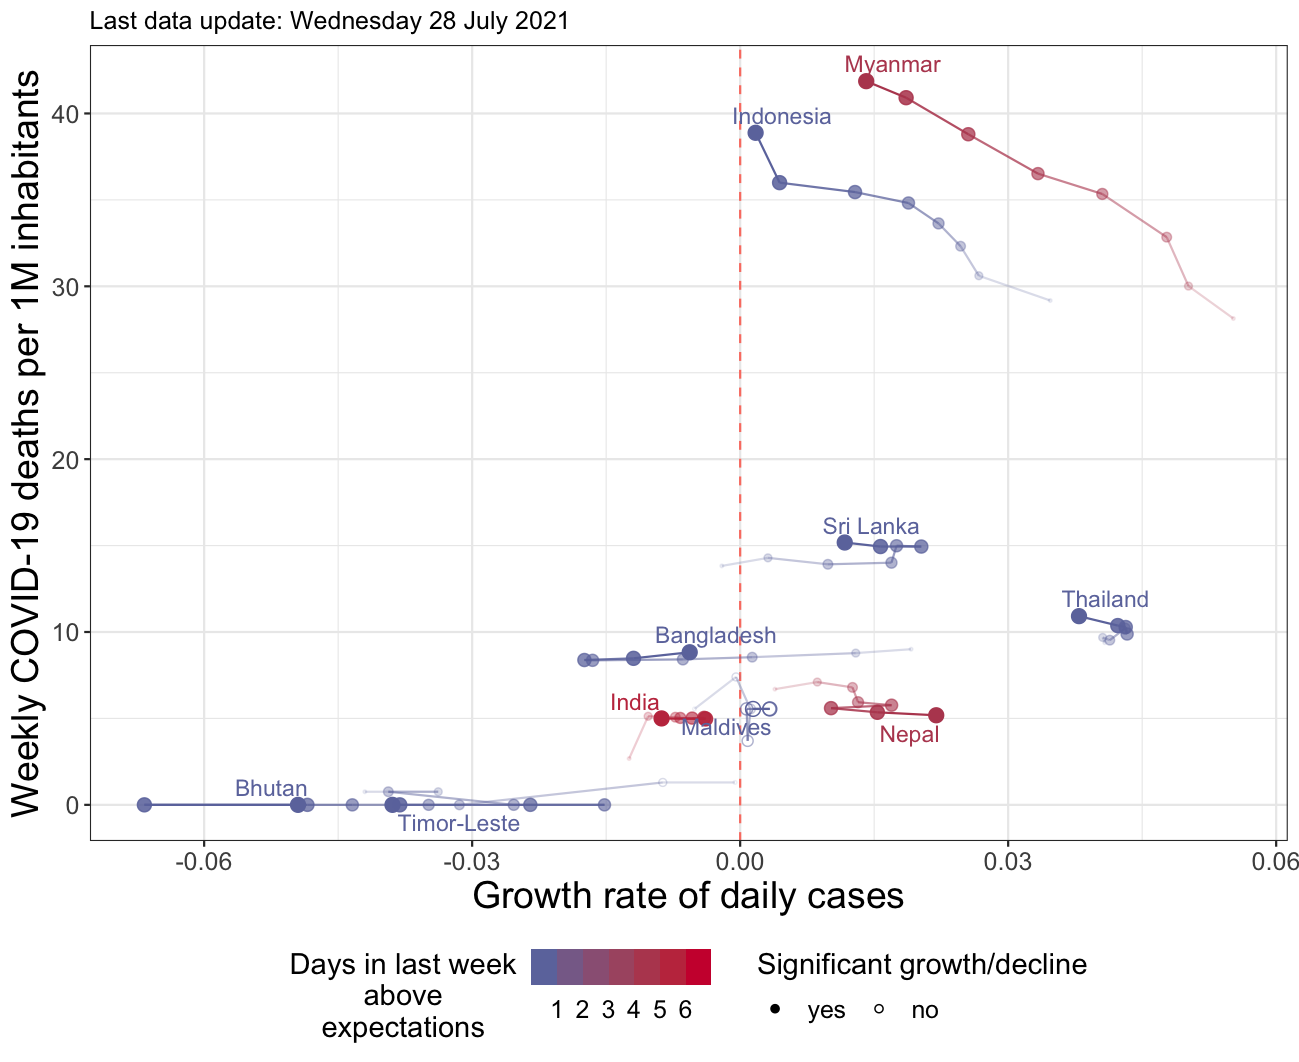 Last data update: Wednesday 28 July 2021
Weekly COVID-19 deaths per 1M inhabitants
40
30
20
10
0
Myanmar
Indonesia
Sri Lanka
Thailand
Bangladesh
India
Maldives
Nepal
Bhutan
Timor-Leste
-0.06
-0.03
0.00
0.03
0.06
Growth rate of daily cases
Days in last week
above
expectations
1 2 3 4 5 6
Significant growth/decline
yes no